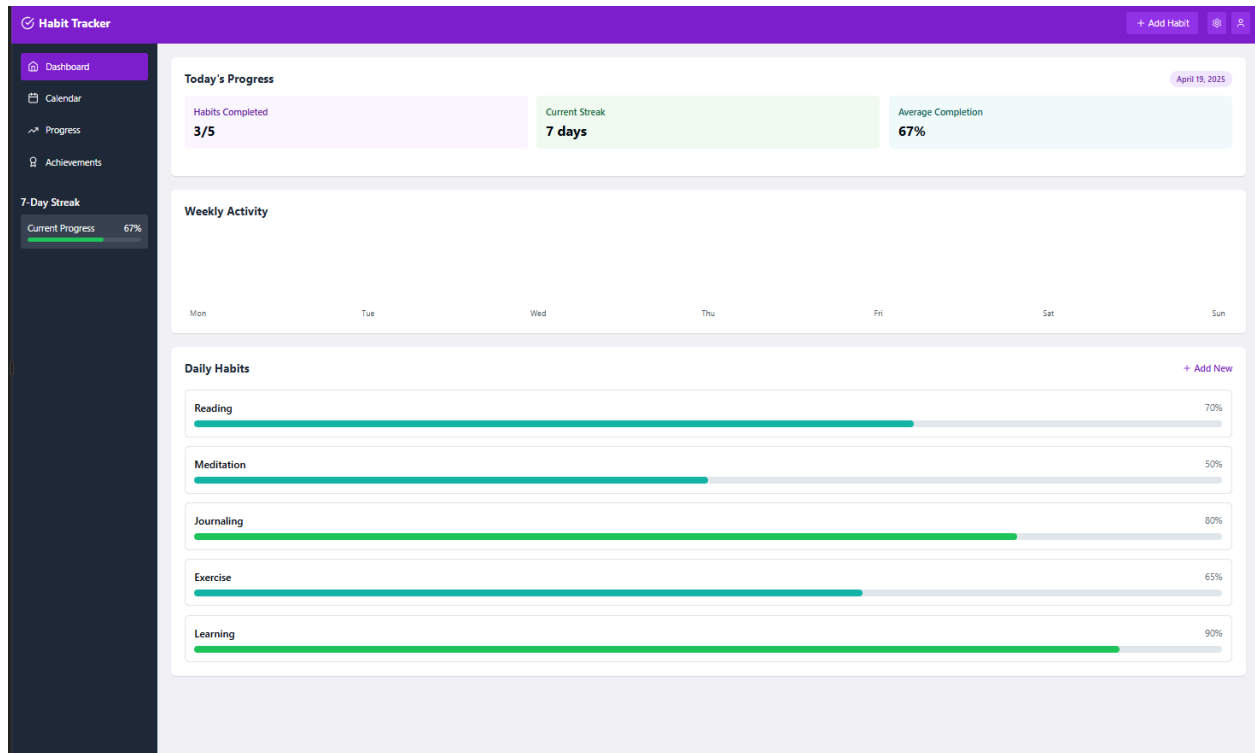 Habit Tracker
+ Add Habit
Dashboard
Calendar
Progress
Achievements
7-Day Streak
Current Progress 67%
Today's Progress
April 19, 2025
Habits Completed
3/5
Current Streak
7 days
Average Completion
67%
Weekly Activity
Mon Tue Wed Thu Fri Sat Sun
Daily Habits
+ Add New
Reading 70%
Meditation 50%
Journaling 80%
Exercise 65%
Learning 90%